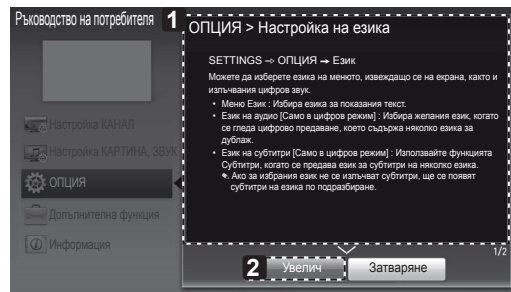 Ръководство на потребителя
1
ОПЦИЯ > Настройка на езика
SETTINGS ⇨ ОПЦИЯ ➙ Език
Можете да изберете езика на менюто, извеждащо се на екрана, както и
излъчвания цифров звук.
• Меню Език : Избира езика за показания текст.
• Език на аудио [Само в цифров режим] : Избира желания език, когато
се гледа цифрово предаване, което съдържа няколко езика за
дублаж.
• Език на субтитри [Само в цифров режим] : Използвайте функцията
Субтитри, когато се предава език за субтитри на няколко езика.
✎ Ако за избрания език не се излъчват субтитри, ще се появят
субтитри на езика по подразбиране.
Настройка КАНАЛ
Настройка КАРТИНА, ЗВУК
ОПЦИЯ
Допълнителна функция
Информация
1/2
2
Увелич
Затваряне